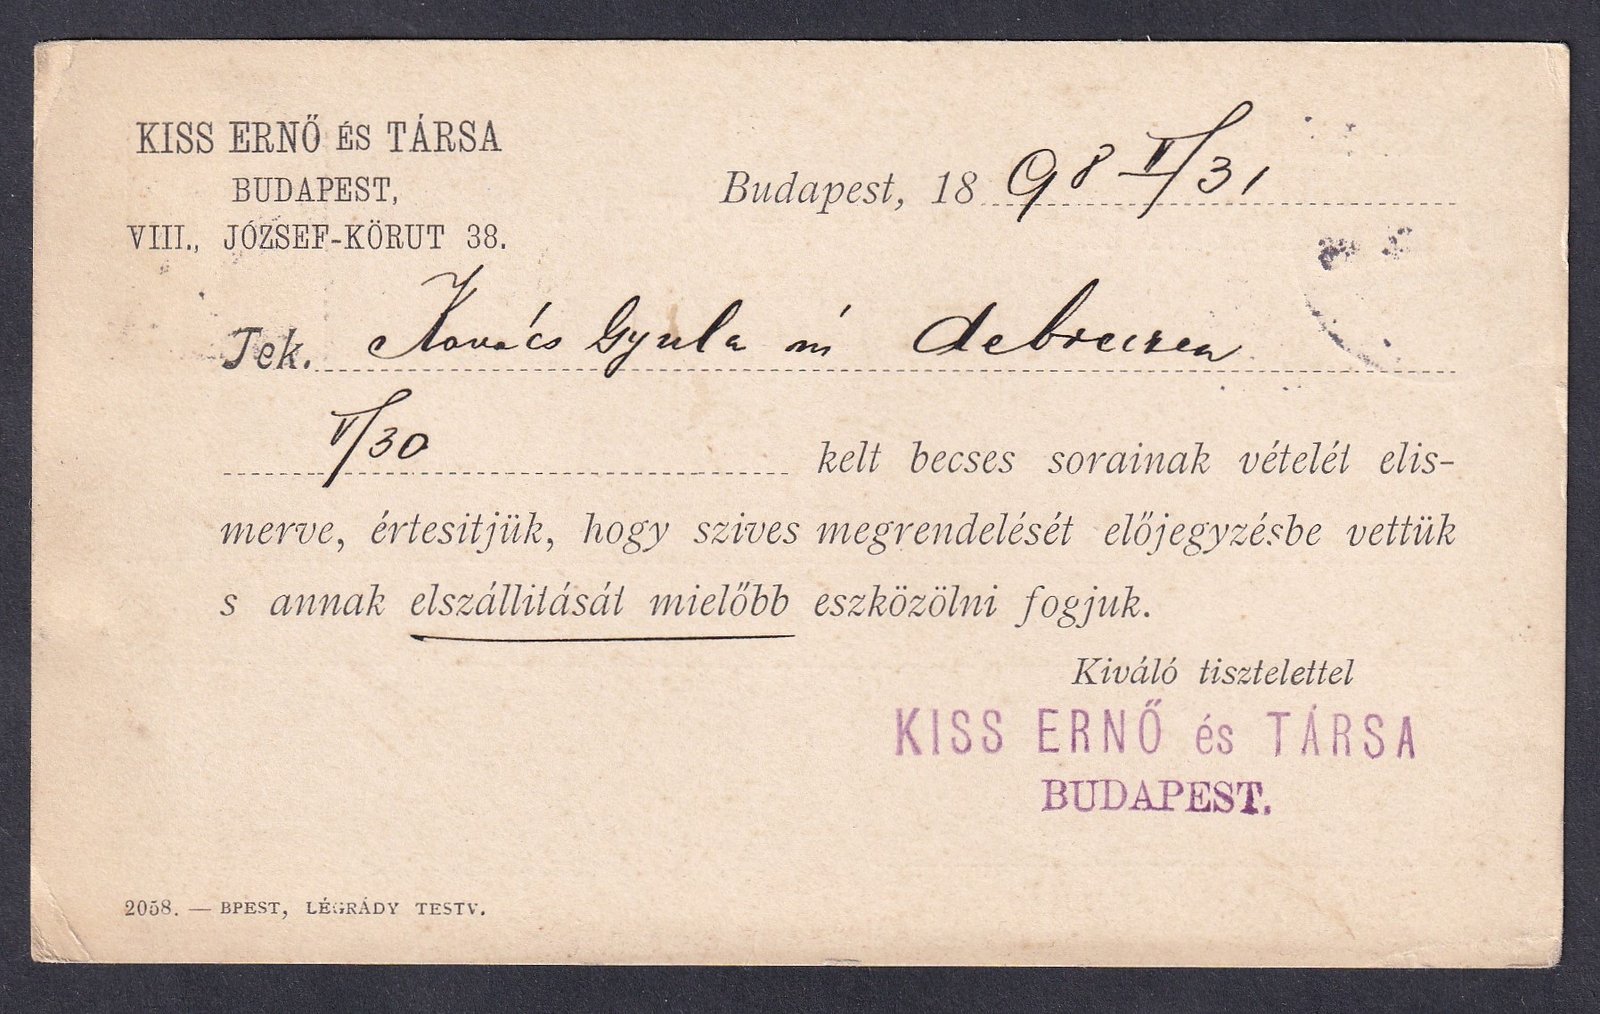 KISS ERNŐ ÉS TÁRSA
BUDAPEST,
VIII., JÓZSEF-KÖRUT 38.
Budapest, 1898 V/31
Tek. Kovács Gyula úr Debreczen
V/30 kelt becses sorainak vételét elis-
merve, értesitjük, hogy szives megrendelését előjegyzésbe vettük
s annak elszállitását mielőbb eszközölni fogjuk.
Kiváló tisztelettel
KISS ERNŐ és TÁRSA
BUDAPEST.
2058. — BPEST, LÉGRÁDY TESTV.